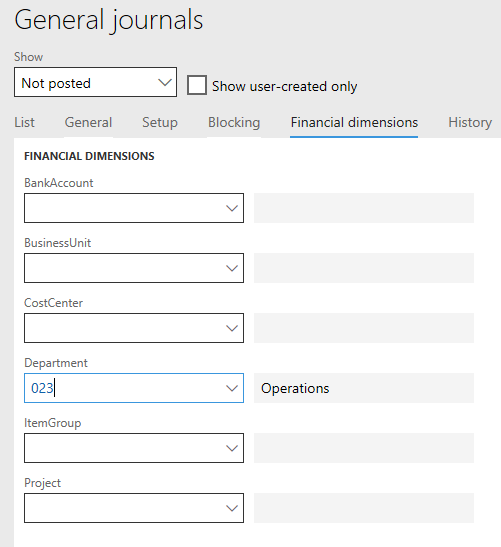 General journals
Show
Not posted
Show user-created only
List General Setup Blocking Financial dimensions History
FINANCIAL DIMENSIONS
BankAccount
BusinessUnit
CostCenter
Department
023 Operations
ItemGroup
Project